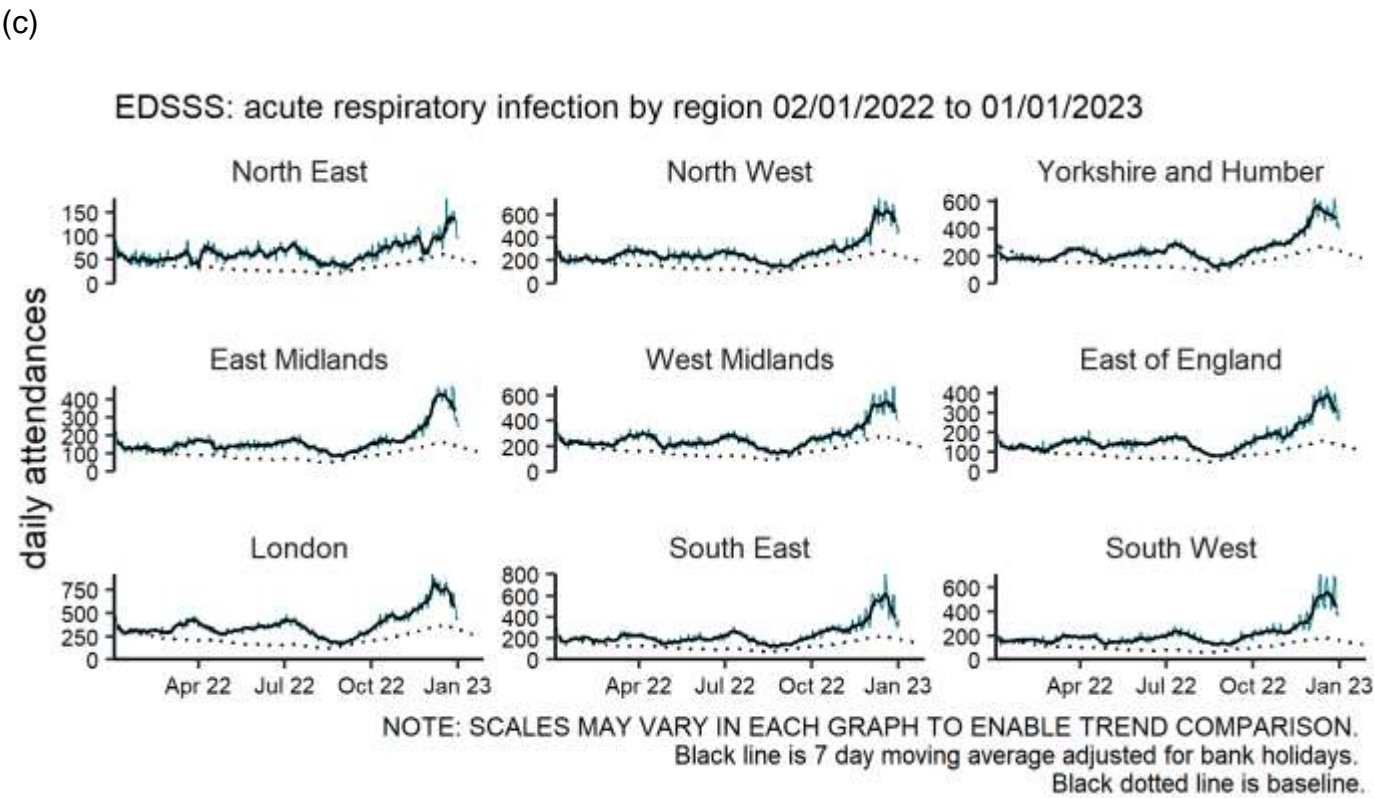 (c)
EDSSS: acute respiratory infection by region 02/01/2022 to 01/01/2023
daily attendances
North East
150
100
50
0
North West
600
400
200
0
Yorkshire and Humber
600
400
200
0
East Midlands
400
300
200
100
0
West Midlands
600
400
200
0
East of England
400
300
200
100
0
London
750
500
250
0
South East
800
600
400
200
0
South West
600
400
200
0
Apr 22 Jul 22 Oct 22 Jan 23
Apr 22 Jul 22 Oct 22 Jan 23
Apr 22 Jul 22 Oct 22 Jan 23
NOTE: SCALES MAY VARY IN EACH GRAPH TO ENABLE TREND COMPARISON.
Black line is 7 day moving average adjusted for bank holidays.
Black dotted line is baseline.